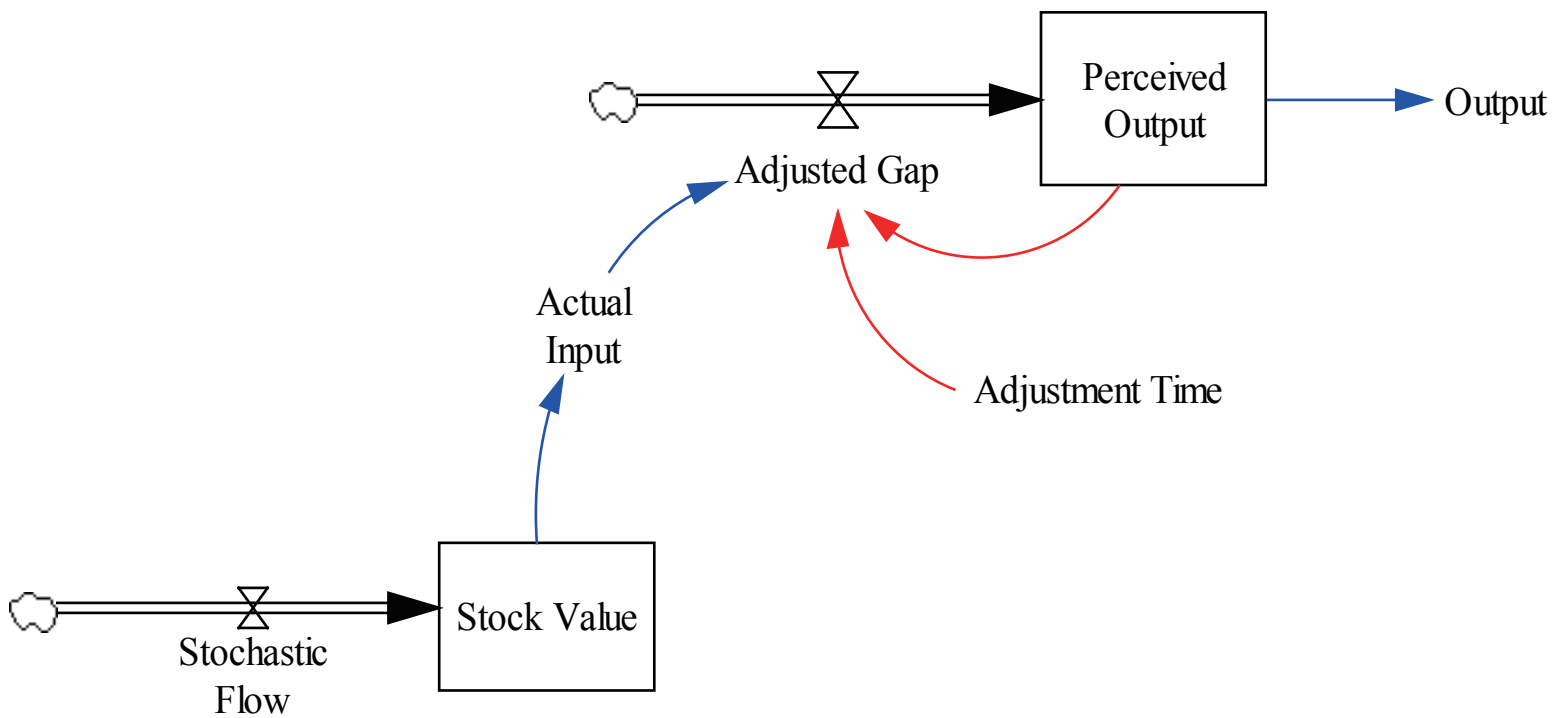 Perceived
Output
Output
Adjusted Gap
Actual
Input
Adjustment Time
Stock Value
Stochastic
Flow